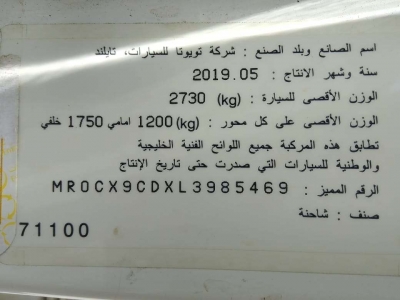 اسم الصانع وبلد الصنع : شركة تويوتا للسيارات، تايلند
سنة وشهر الانتاج : 2019.05
الوزن الأقصى للسيارة : (kg) 2730
الوزن الأقصى على كل محور : (kg) 1200 امامي 1750 خلفي
تطابق هذه المركبة جميع اللوائح الفنية الخليجية
والوطنية للسيارات التي صدرت حتى تاريخ الإنتاج
الرقم المميز : MR0CX9CDXL3985469
صنف : شاحنة
71100